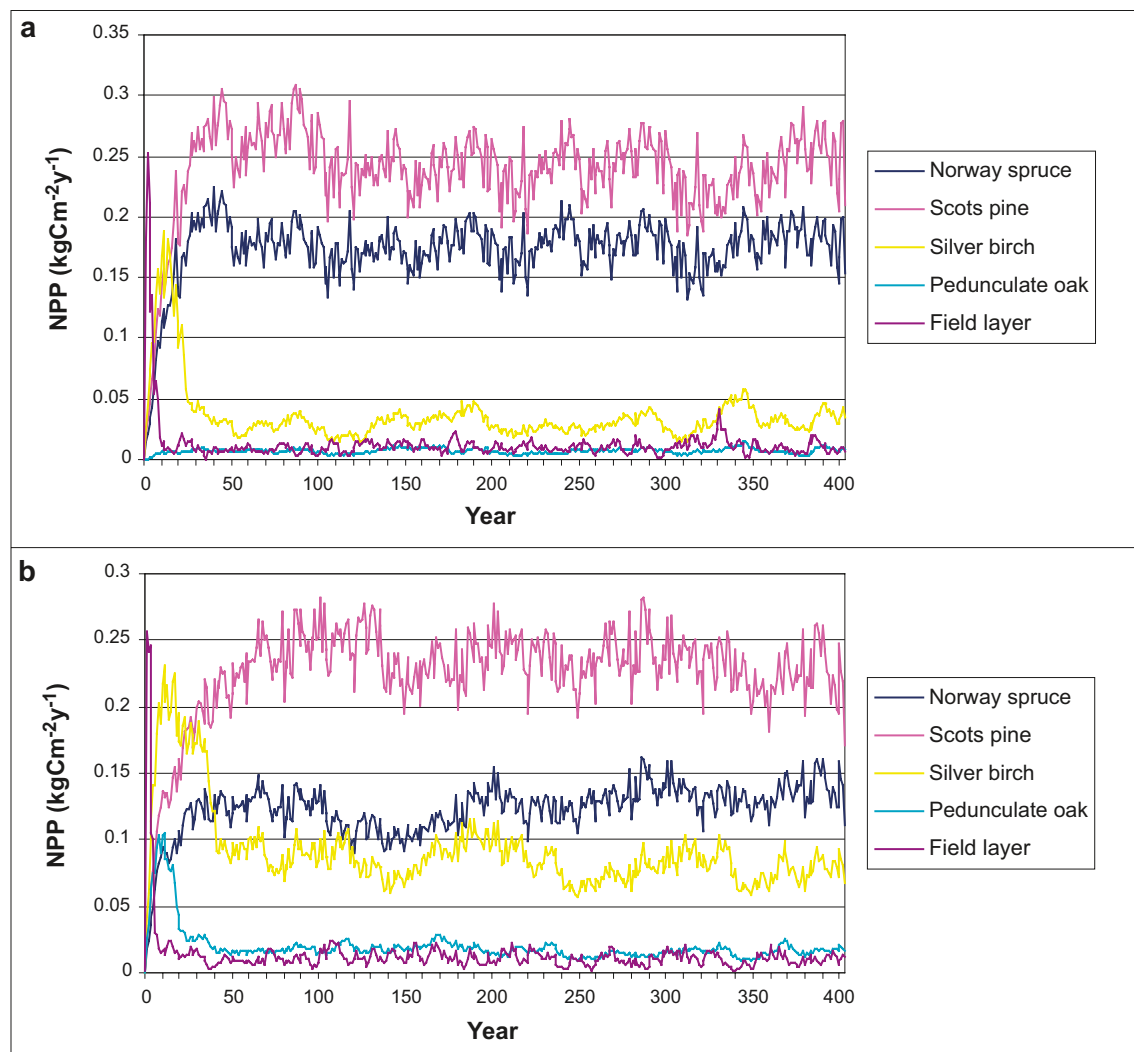 a
0.35
0.3
0.25
0.2
0.15
0.1
0.05
0
NPP (kgCm-2y-1)
0 50 100 150 200 250 300 350 400
Year
Norway spruce
Scots pine
Silver birch
Pedunculate oak
Field layer
b
0.3
0.25
0.2
0.15
0.1
0.05
0
NPP (kgCm-2y-1)
0 50 100 150 200 250 300 350 400
Year
Norway spruce
Scots pine
Silver birch
Pedunculate oak
Field layer